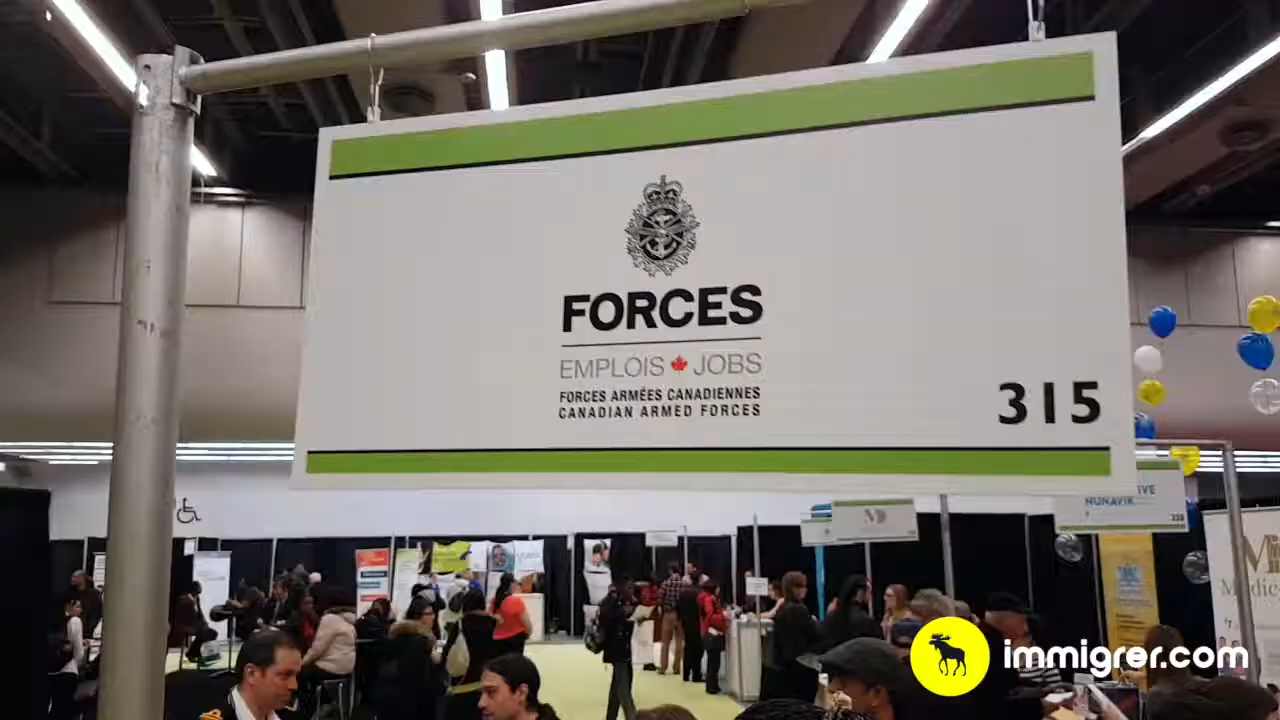 FORCES
EMPLOIS JOBS
FORCES ARMÉES CANADIENNES
CANADIAN ARMED FORCES
315
NUNAVIK
immigrer.com